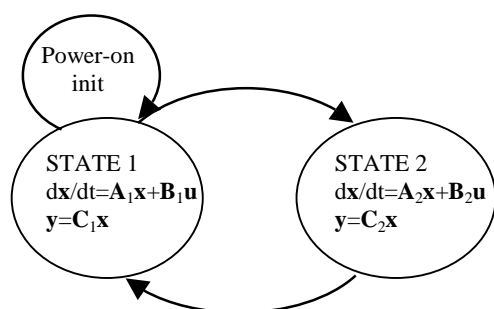 Power-on
init
STATE 1
dx/dt=A₁x+B₁u
y=C₁x
STATE 2
dx/dt=A₂x+B₂u
y=C₂x